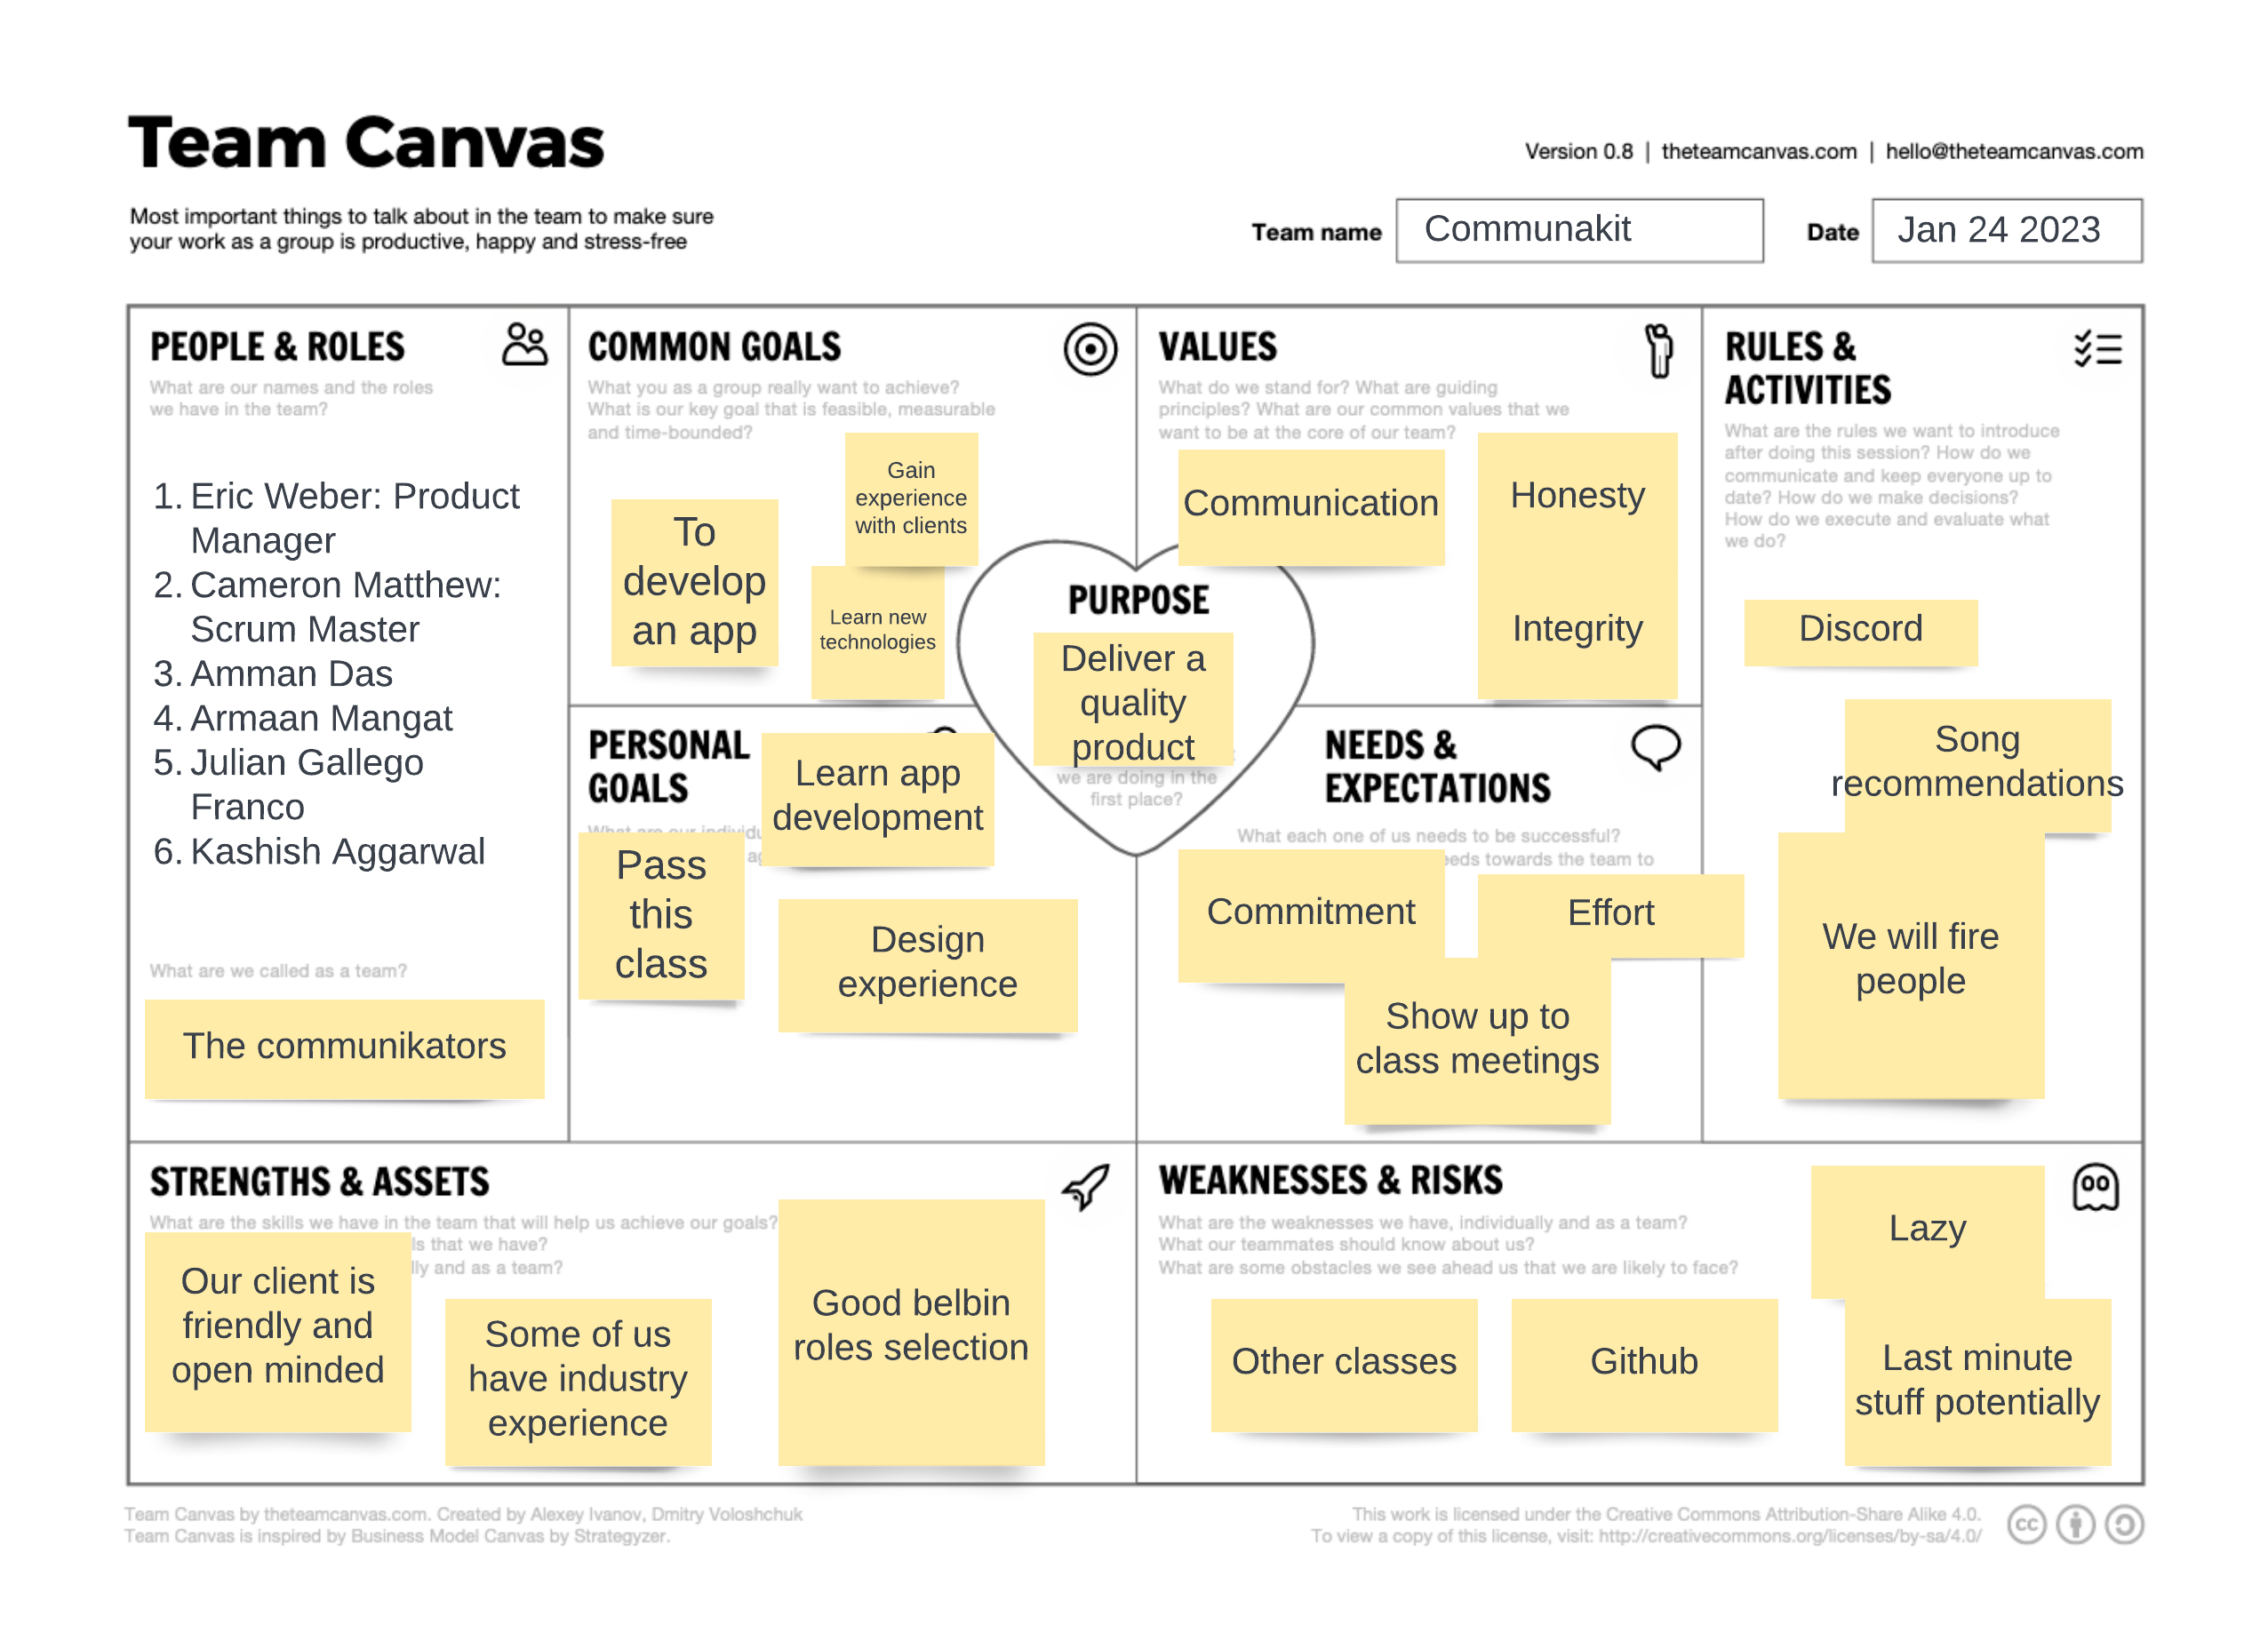 Team Canvas
Most important things to talk about in the team to make sure
your work as a group is productive, happy and stress-free
Version 0.8 | theteamcanvas.com | hello@theteamcanvas.com
Team name
Communakit
Date
Jan 24 2023
PEOPLE & ROLES
What are our names and the roles
we have in the team?
1. Eric Weber: Product
Manager
2. Cameron Matthew:
Scrum Master
3. Amman Das
4. Armaan Mangat
5. Julian Gallego
Franco
6. Kashish Aggarwal
What are we called as a team?
The communikators
COMMON GOALS
What you as a group really want to achieve?
What is our key goal that is feasible, measurable
and time-bounded?
To
develop
an app
Gain
experience
with clients
Learn new
technologies
PURPOSE
Deliver a
quality
product
we are doing in the
first place?
VALUES
What do we stand for? What are guiding
principles? What are our common values that we
want to be at the core of our team?
Communication
Honesty
Integrity
RULES &
ACTIVITIES
What are the rules we want to introduce
after doing this session? How do we
communicate and keep everyone up to
date? How do we make decisions?
How do we execute and evaluate what
we do?
Discord
Song
recommendations
We will fire
people
PERSONAL
GOALS
What are our
Learn app
development
Pass
this
class
Design
experience
NEEDS &
EXPECTATIONS
What each one of us needs to be successful?
towards the team to
Commitment
Effort
Show up to
class meetings
STRENGTHS & ASSETS
What are the skills we have in the team that will help us achieve our goals?
that we have?
and as a team?
Our client is
friendly and
open minded
Some of us
have industry
experience
Good belbin
roles selection
WEAKNESSES & RISKS
What are the weaknesses we have, individually and as a team?
What our teammates should know about us?
What are some obstacles we see ahead us that we are likely to face?
Other classes
Github
Lazy
Last minute
stuff potentially
Team Canvas by theteamcanvas.com. Created by Alexey Ivanov, Dmitry Voloshchuk
Team Canvas is inspired by Business Model Canvas by Strategyzer.
This work is licensed under the Creative Commons Attribution-Share Alike 4.0.
To view a copy of this license, visit: http://creativecommons.org/licenses/by-sa/4.0/
cc